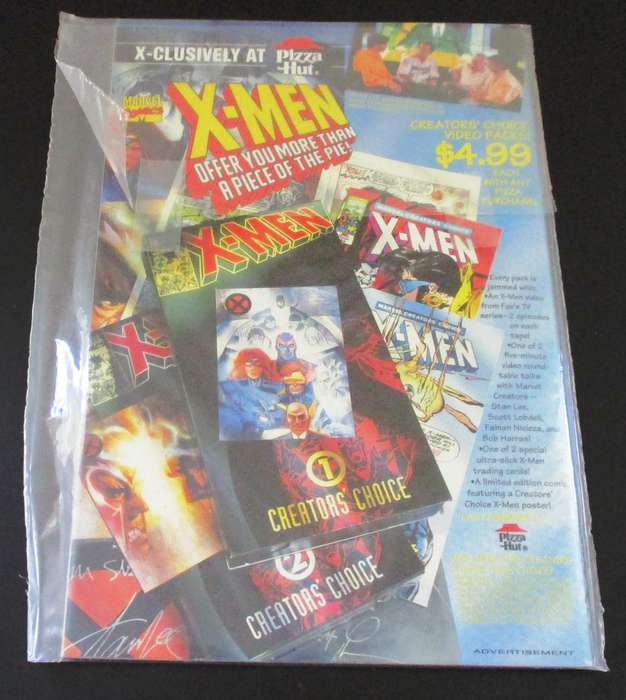 X-CLUSIVELY AT Pizza Hut®
MARVEL
X-MEN
OFFER YOU MORE THAN
A PIECE OF THE PIE!
CREATORS' CHOICE
VIDEO PACKS!
$4.99
EACH
WITH ANY
PIZZA
PURCHASE!
X-MEN
X-MEN
X-MEN
Every pack is
jammed with:
•An X-Men video
from Fox's TV
series-- 2 episodes
on each
tape!
•One of 2
five-minute
video round-
table talks
with Marvel
Creators --
Stan Lee,
Scott Lobdell,
Fabian Nicieza, and
Bob Harras!
•One of 2 special
ultra-slick X-Men
trading cards!
•A limited edition comic
featuring a Creators'
Choice X-Men poster!
Pizza
Hut®
1
CREATORS CHOICE
2
CREATORS' CHOICE
Stan Lee
ADVERTISEMENT